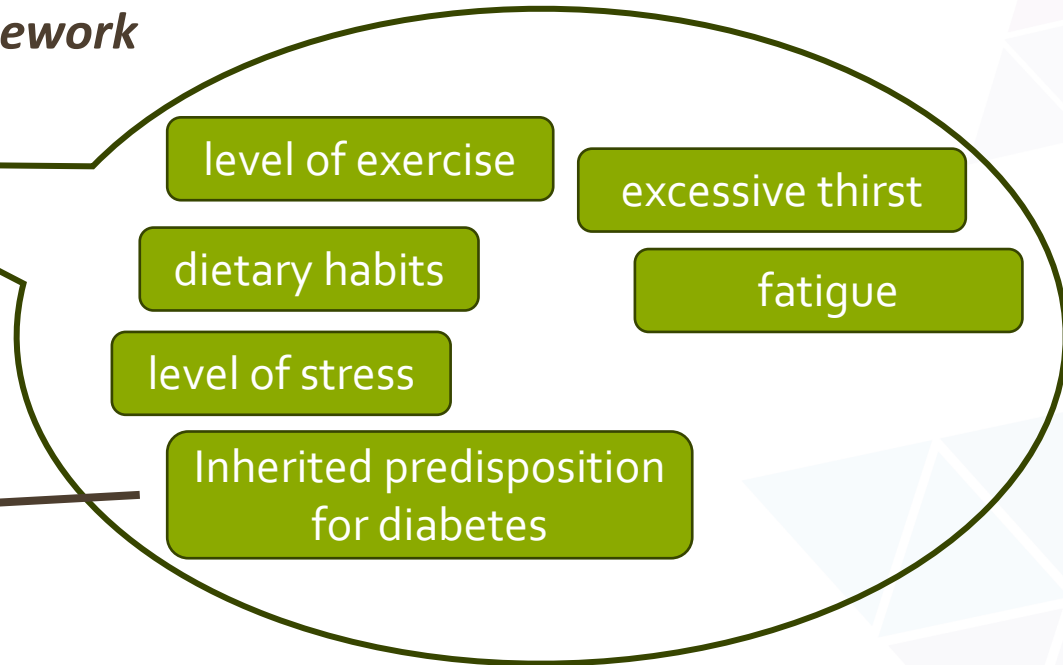 ework
level of exercise
excessive thirst
dietary habits
fatigue
level of stress
Inherited predisposition
for diabetes